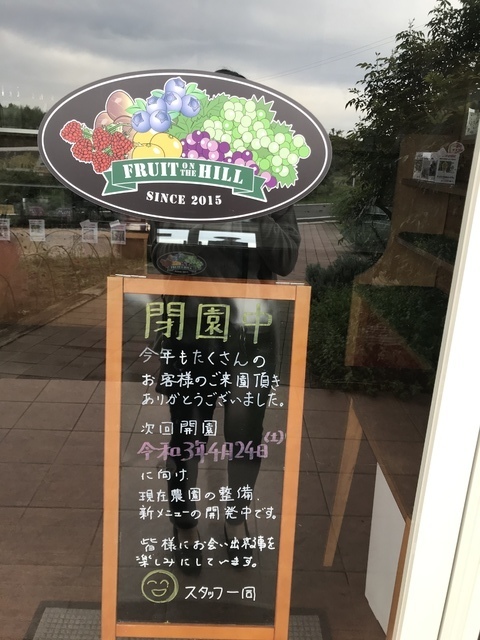 FRUIT ON THE HILL
SINCE 2015
閉園中
今年もたくさんの
お客様のご来園頂き
ありがとうございました。
次回開園
令和3年4月24日(土)
に向け
現在農園の整備、
新メニューの開発中です。
皆様にお会い出来る事を
楽しみにしています。
スタッフ一同